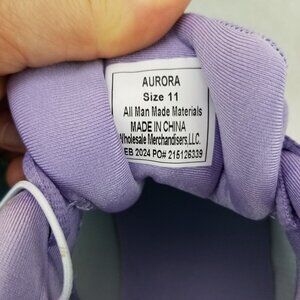 AURORA
Size 11
All Man Made Materials
MADE IN CHINA
Wholesale Merchandisers, LLC.
EB 2024 PO# 215126339